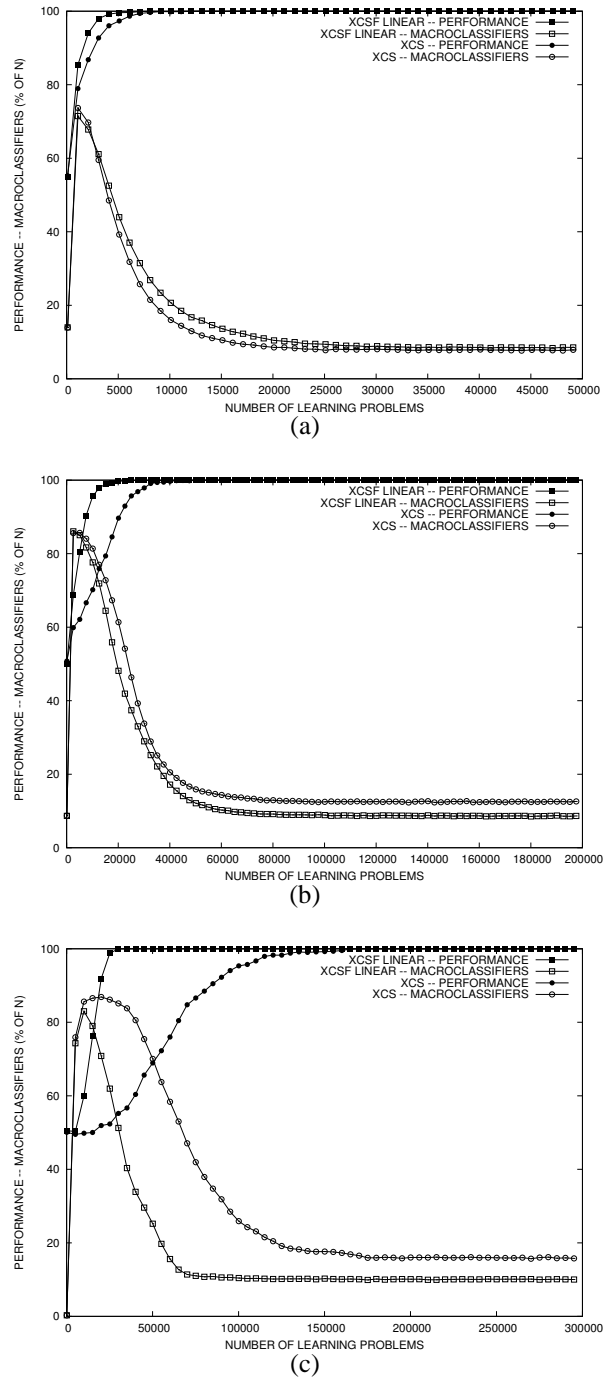 100
80
60
40
20
0
PERFORMANCE -- MACROCLASSIFIERS (% OF N)
XCSF LINEAR -- PERFORMANCE
XCSF LINEAR -- MACROCLASSIFIERS
XCS -- PERFORMANCE
XCS -- MACROCLASSIFIERS
0 5000 10000 15000 20000 25000 30000 35000 40000 45000 50000
NUMBER OF LEARNING PROBLEMS
(a)
100
80
60
40
20
0
PERFORMANCE -- MACROCLASSIFIERS (% OF N)
XCSF LINEAR -- PERFORMANCE
XCSF LINEAR -- MACROCLASSIFIERS
XCS -- PERFORMANCE
XCS -- MACROCLASSIFIERS
0 20000 40000 60000 80000 100000 120000 140000 160000 180000 200000
NUMBER OF LEARNING PROBLEMS
(b)
100
80
60
40
20
0
PERFORMANCE -- MACROCLASSIFIERS (% OF N)
XCSF LINEAR -- PERFORMANCE
XCSF LINEAR -- MACROCLASSIFIERS
XCS -- PERFORMANCE
XCS -- MACROCLASSIFIERS
0 50000 100000 150000 200000 250000 300000
NUMBER OF LEARNING PROBLEMS
(c)